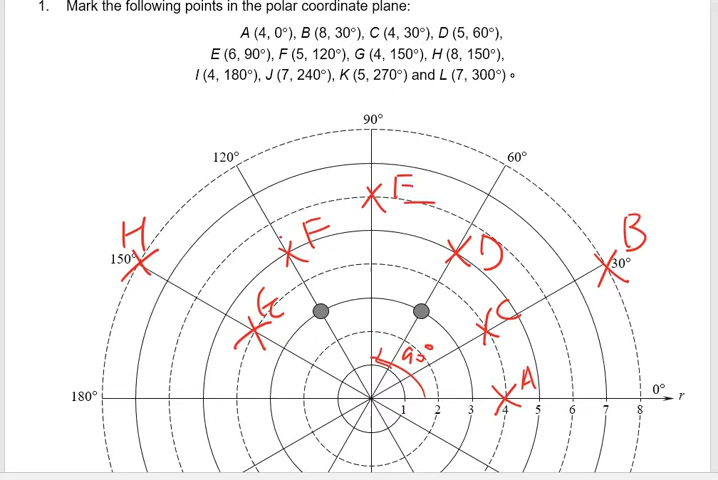 1. Mark the following points in the polar coordinate plane:
A (4, 0°), B (8, 30°), C (4, 30°), D (5, 60°),
E (6, 90°), F (5, 120°), G (4, 150°), H (8, 150°),
I (4, 180°), J (7, 240°), K (5, 270°) and L (7, 300°)。
90°
120° 60°
E
H F D B
150° 30°
G C
90°
A
180° 0° r
1 2 3 4 5 6 7 8